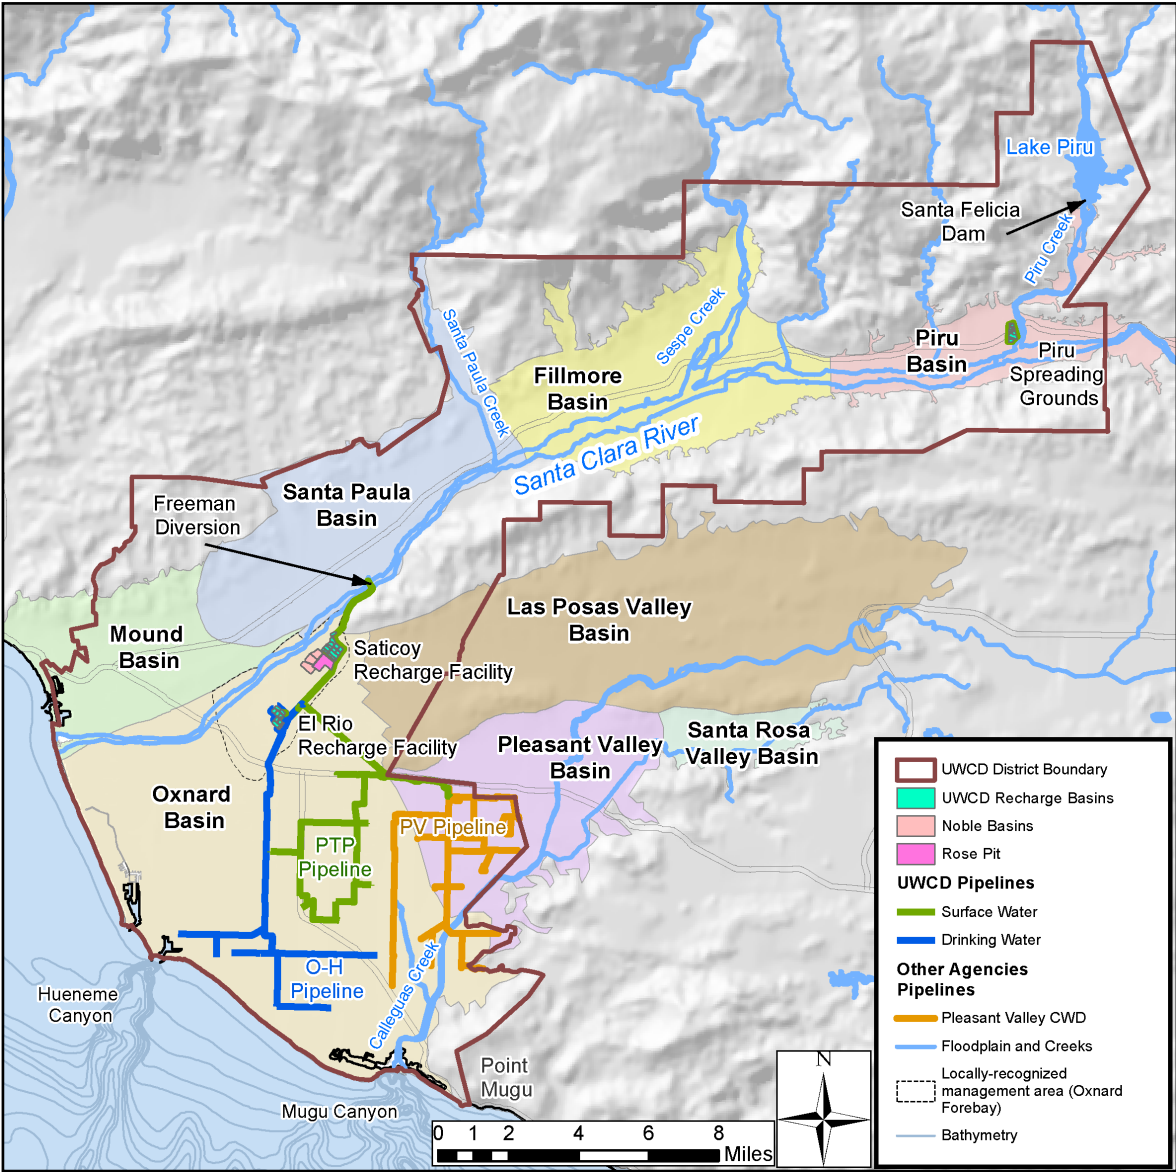 Lake Piru
Santa Felicia
Dam
Piru Creek
Santa Paula Creek
Sespe Creek
Piru
Basin
Piru
Spreading
Grounds
Fillmore
Basin
Santa Clara River
Santa Paula
Basin
Freeman
Diversion
Las Posas Valley
Basin
Mound
Basin
Saticoy
Recharge Facility
El Rio
Recharge Facility
Pleasant Valley
Basin
Santa Rosa
Valley Basin
Oxnard
Basin
PV Pipeline
PTP
Pipeline
O-H
Pipeline
Calleguas Creek
Hueneme
Canyon
Mugu Canyon
Point
Mugu
UWCD District Boundary
UWCD Recharge Basins
Noble Basins
Rose Pit
UWCD Pipelines
Surface Water
Drinking Water
Other Agencies
Pipelines
Pleasant Valley CWD
Floodplain and Creeks
Locally-recognized
management area (Oxnard
Forebay)
Bathymetry
N
0 1 2 4 6 8
Miles